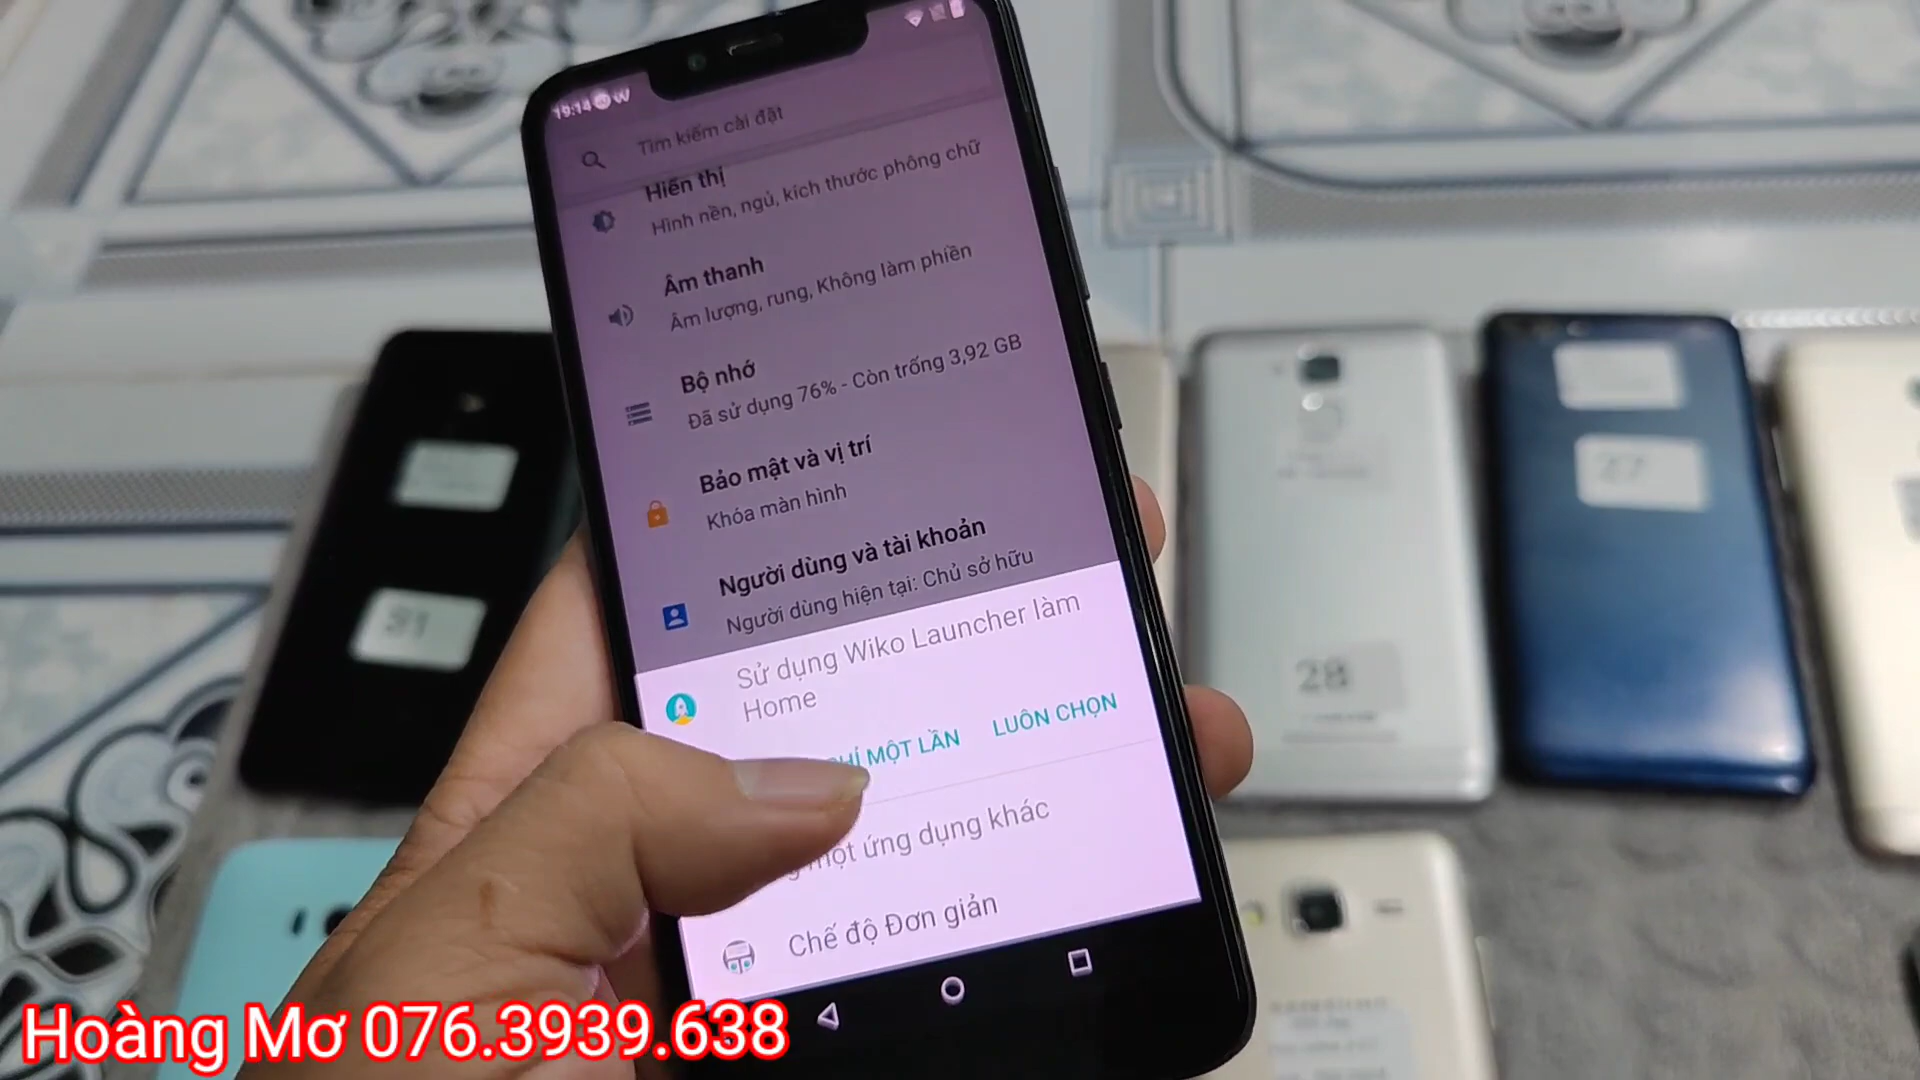 19:14
Tìm kiếm cài đặt
Hiển thị
Hình nền, ngủ, kích thước phông chữ
Âm thanh
Âm lượng, rung, Không làm phiền
Bộ nhớ
Đã sử dụng 76% - Còn trống 3,92 GB
Bảo mật và vị trí
Khóa màn hình
Người dùng và tài khoản
Người dùng hiện tại: Chủ sở hữu
Sử dụng Wiko Launcher làm
Home
MỘT LẦN LUÔN CHỌN
một ứng dụng khác
Chế độ Đơn giản
31
28
27
Hoàng Mơ 076.3939.638